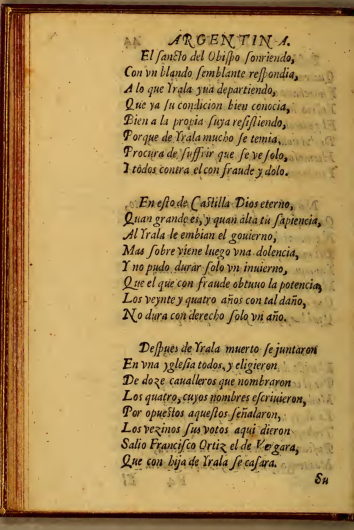 ARGENTINA.
El ſancto del Obiſpo ſonriendo,
Con vn blando ſemblante reſpondia,
A lo que Yrala yua departiendo,
Que ya ſu condicion bien conocia,
Bien a la propia ſuya reſiſtiendo,
Porque de Yrala mucho ſe temia,
Procura de ſuffrir que ſe ve ſolo,
I todos contra el con fraude y dolo.
En eſto de Caſtilla Dios eterno,
Quan grande es, y quan alta tu ſapiencia,
Al Yrala le embian el gouierno,
Mas ſobre viene luego vna dolencia,
Y no pudo durar ſolo vn inuierno,
Que el que con fraude obtuuo la potencia,
Los veynte y quatro años con tal daño,
No dura con derecho ſolo vn año.
Deſpues de Yrala muerto ſe juntaron
En vna ygleſia todos, y eligieron
De doze caualleros que nombraron
Los quatro, cuyos nombres eſcriuieron,
Por opueſtos aqueſtos ſeñalaron,
Los vezinos ſus votos aqui dieron
Salio Franciſco Ortiz el de Vergara,
Que con hija de Yrala ſe caſara.
Su